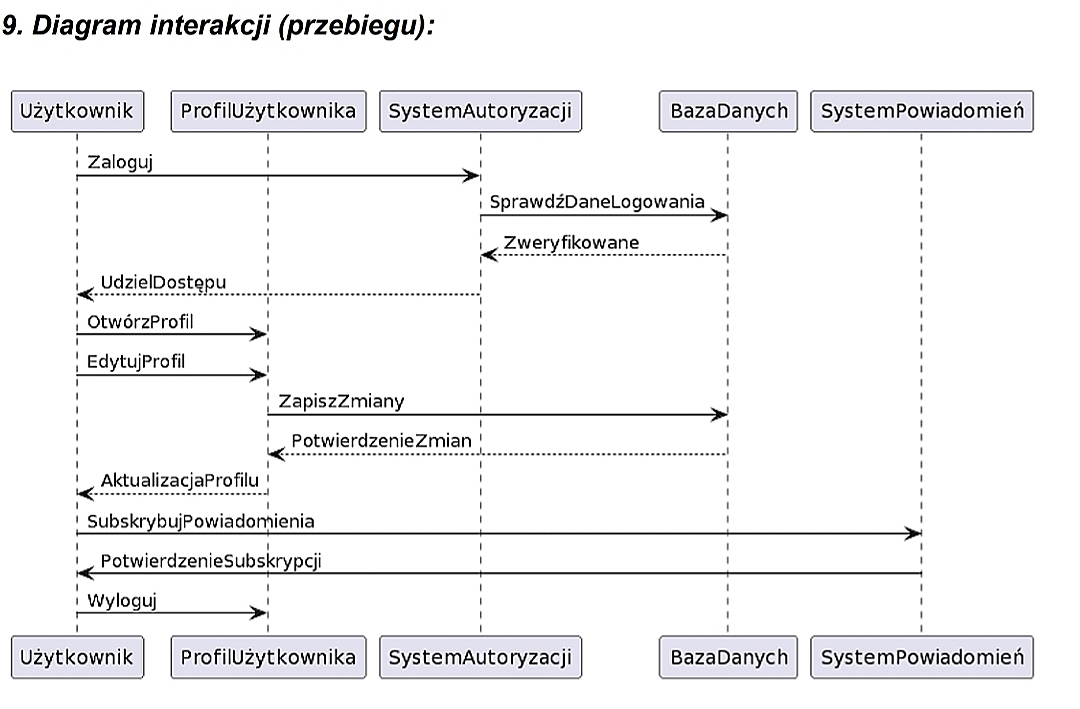 9. Diagram interakcji (przebiegu):
Użytkownik ProfilUżytkownika SystemAutoryzacji BazaDanych SystemPowiadomień
Zaloguj
SprawdźDaneLogowania
Zweryfikowane
UdzielDostępu
OtwórzProfil
EdytujProfil
ZapiszZmiany
PotwierdzenieZmian
AktualizacjaProfilu
SubskrybujPowiadomienia
PotwierdzenieSubskrypcji
Wyloguj
Użytkownik ProfilUżytkownika SystemAutoryzacji BazaDanych SystemPowiadomień